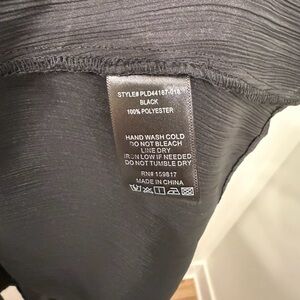 STYLE# PLD44167-018
BLACK
100% POLYESTER
HAND WASH COLD
DO NOT BLEACH
LINE DRY
IRON LOW IF NEEDED
DO NOT TUMBLE DRY
RN# 159817
MADE IN CHINA